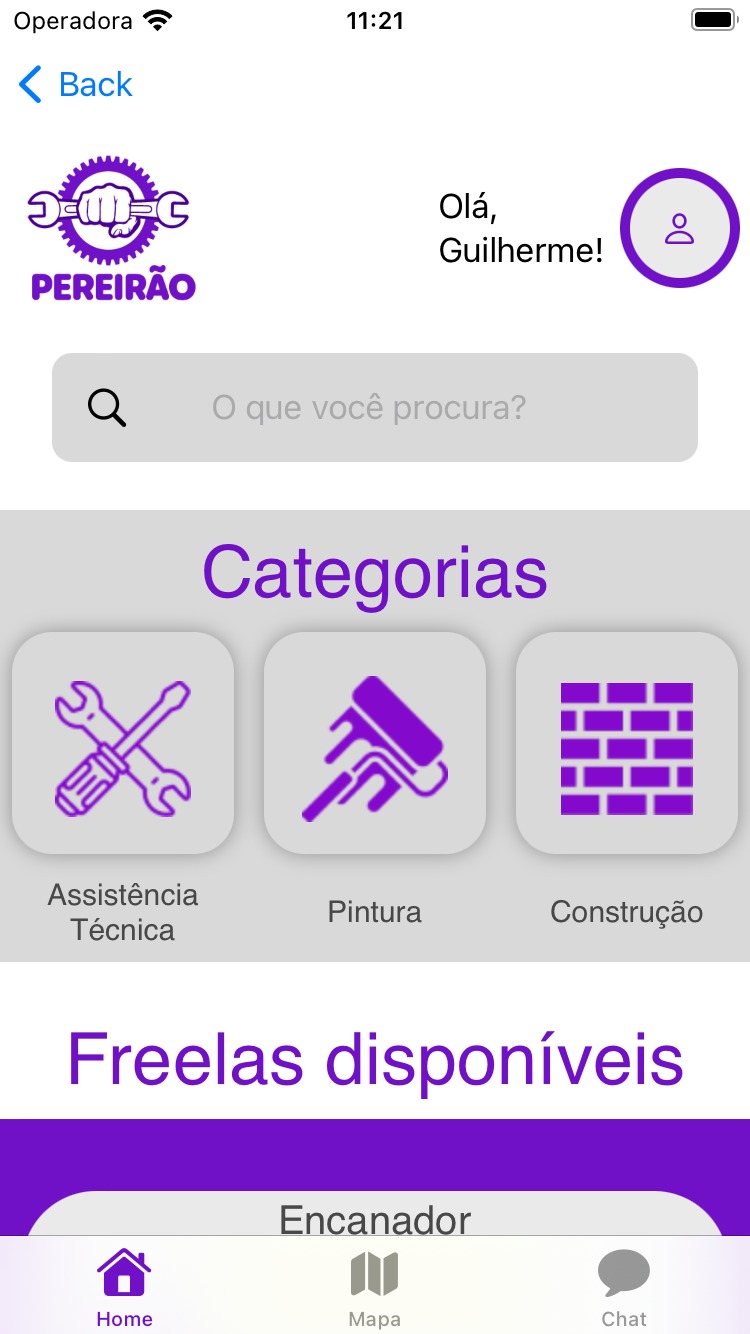 Operadora
11:21
Back
PEREIRÃO
Olá,
Guilherme!
O que você procura?
Categorias
Assistência
Técnica
Pintura
Construção
Freelas disponíveis
Encanador
Home
Mapa
Chat